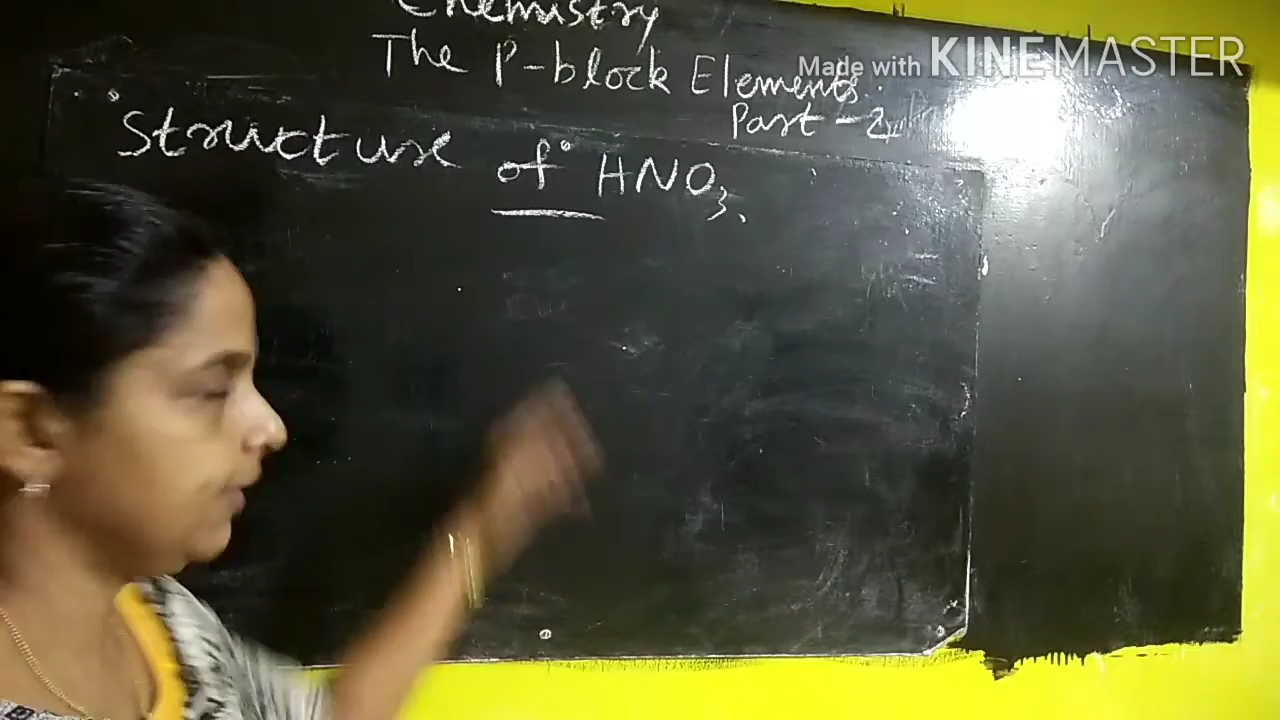 Chemistry
The P-block Elements.
Part-2
Made with KINEMASTER
Structure of HNO3.